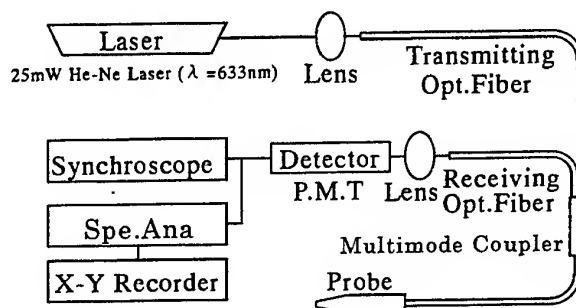 Laser
25mW He-Ne Laser (λ=633nm)
Lens
Transmitting
Opt.Fiber
Synchroscope
Detector
P.M.T
Lens
Receiving
Opt.Fiber
Spe.Ana
Multimode Coupler
X-Y Recorder
Probe